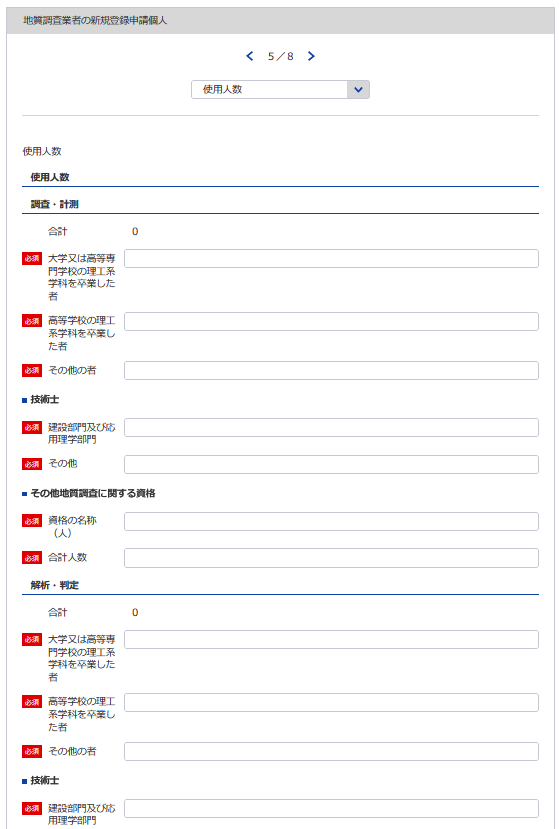 地質調査業者の新規登録申請個人
5／8
使用人数
使用人数
使用人数
調査・計測
合計 0
必須 大学又は高等専
門学校の理工系
学科を卒業した
者
必須 高等学校の理工
系学科を卒業し
た者
必須 その他の者
技術士
必須 建設部門及び応
用理学部門
必須 その他
その他地質調査に関する資格
必須 資格の名称
（人）
必須 合計人数
解析・判定
合計 0
必須 大学又は高等専
門学校の理工系
学科を卒業した
者
必須 高等学校の理工
系学科を卒業し
た者
必須 その他の者
技術士
必須 建設部門及び応
用理学部門